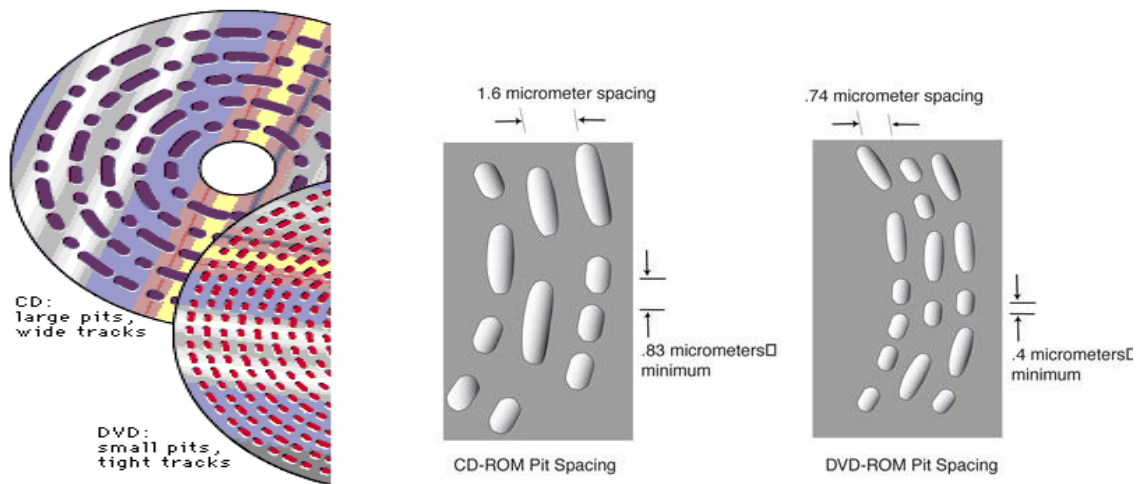 CD:
large pits,
wide tracks
DVD:
small pits,
tight tracks
1.6 micrometer spacing
.83 micrometers□
minimum
CD-ROM Pit Spacing
.74 micrometer spacing
.4 micrometers□
minimum
DVD-ROM Pit Spacing